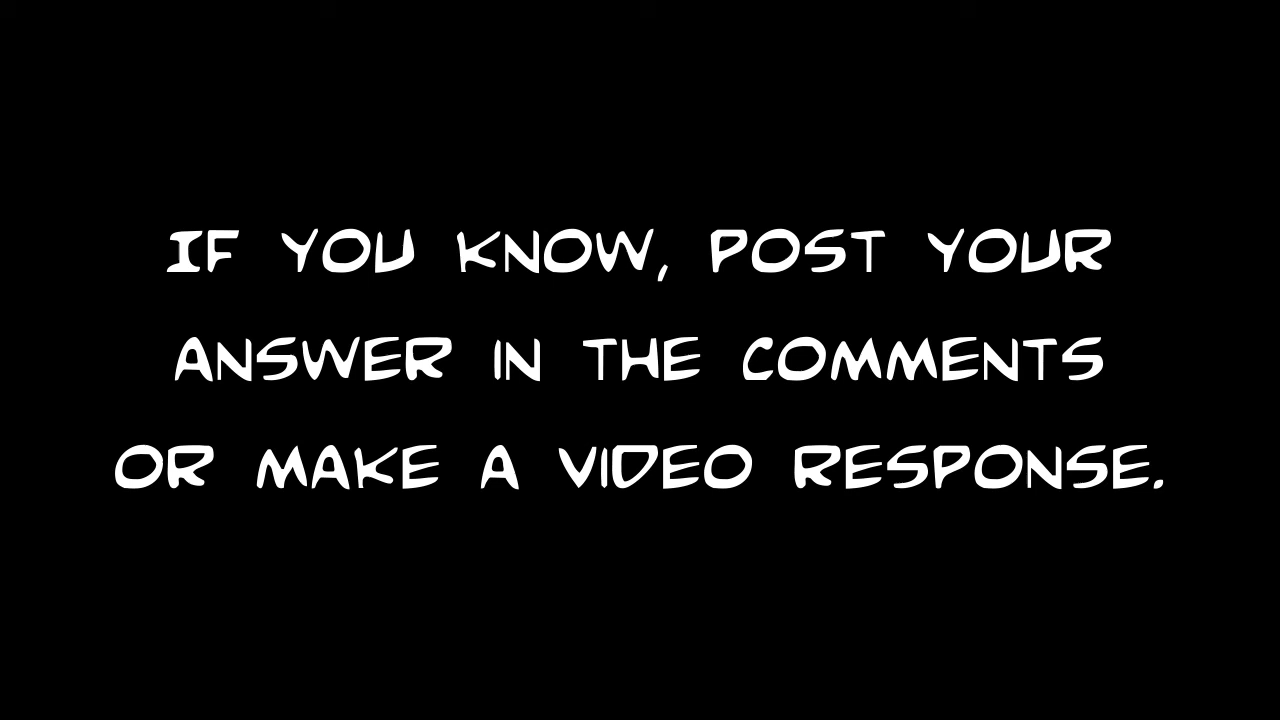 IF YOU KNOW, POST YOUR
ANSWER IN THE COMMENTS
OR MAKE A VIDEO RESPONSE.